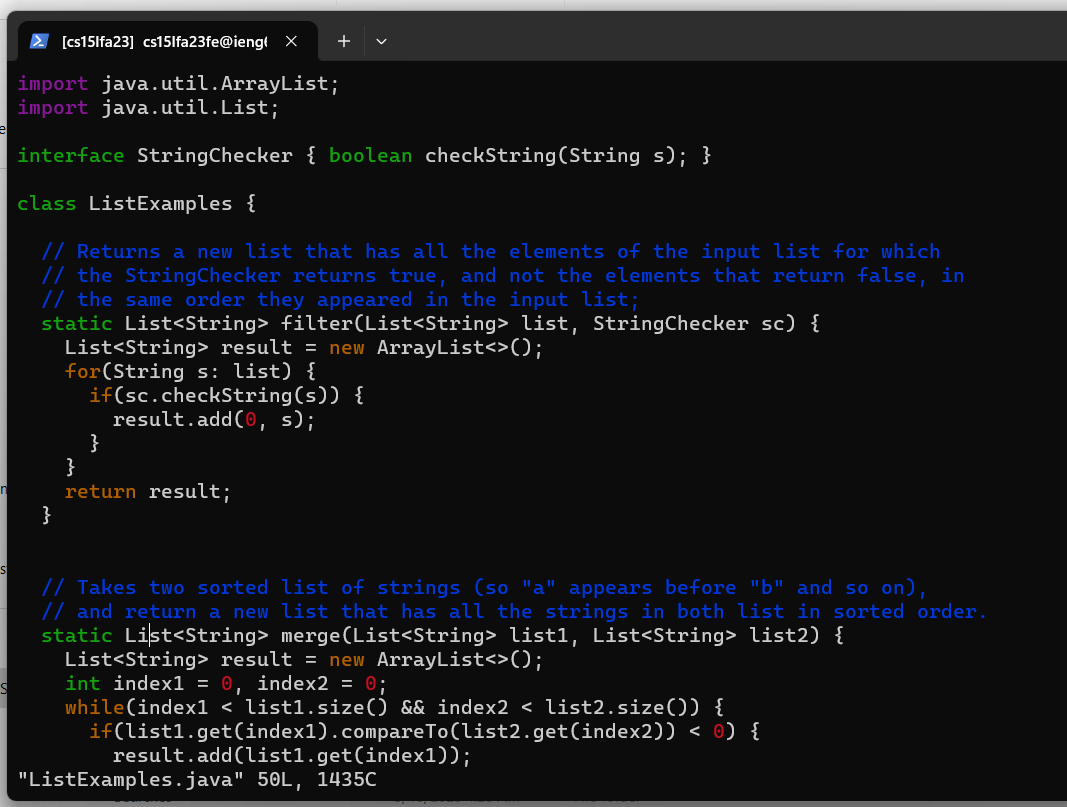 [cs15lfa23] cs15lfa23fe@ieng6
import java.util.ArrayList;
import java.util.List;
interface StringChecker { boolean checkString(String s); }
class ListExamples {
// Returns a new list that has all the elements of the input list for which
// the StringChecker returns true, and not the elements that return false, in
// the same order they appeared in the input list;
static List<String> filter(List<String> list, StringChecker sc) {
List<String> result = new ArrayList<>();
for(String s: list) {
if(sc.checkString(s)) {
result.add(0, s);
}
}
return result;
}
// Takes two sorted list of strings (so "a" appears before "b" and so on),
// and return a new list that has all the strings in both list in sorted order.
static List<String> merge(List<String> list1, List<String> list2) {
List<String> result = new ArrayList<>();
int index1 = 0, index2 = 0;
while(index1 < list1.size() && index2 < list2.size()) {
if(list1.get(index1).compareTo(list2.get(index2)) < 0) {
result.add(list1.get(index1));
"ListExamples.java" 50L, 1435C